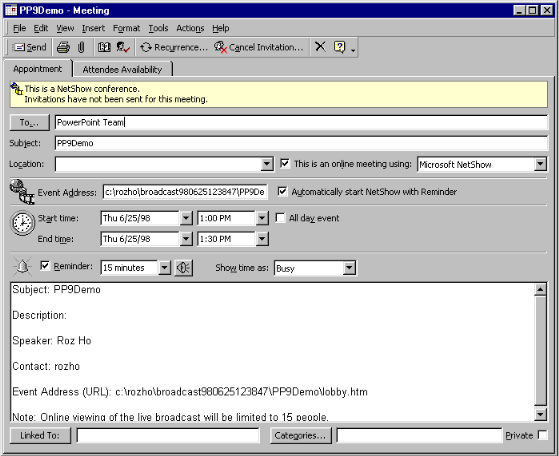 PP9Demo - Meeting
File Edit View Insert Format Tools Actions Help
Send Recurrence... Cancel Invitation...
Appointment Attendee Availability
This is a NetShow conference.
Invitations have not been sent for this meeting.
To... PowerPoint Team
Subject: PP9Demo
Location: This is an online meeting using: Microsoft NetShow
Event Address: c:\rozho\broadcast980625123847\PP9De Automatically start NetShow with Reminder
Start time: Thu 6/25/98 1:00 PM All day event
End time: Thu 6/25/98 1:30 PM
Reminder: 15 minutes Show time as: Busy
Subject: PP9Demo
Description:
Speaker: Roz Ho
Contact: rozho
Event Address (URL): c:\rozho\broadcast980625123847\PP9Demo\lobby.htm
Note: Online viewing of the live broadcast will be limited to 15 people.
Linked To: Categories... Private